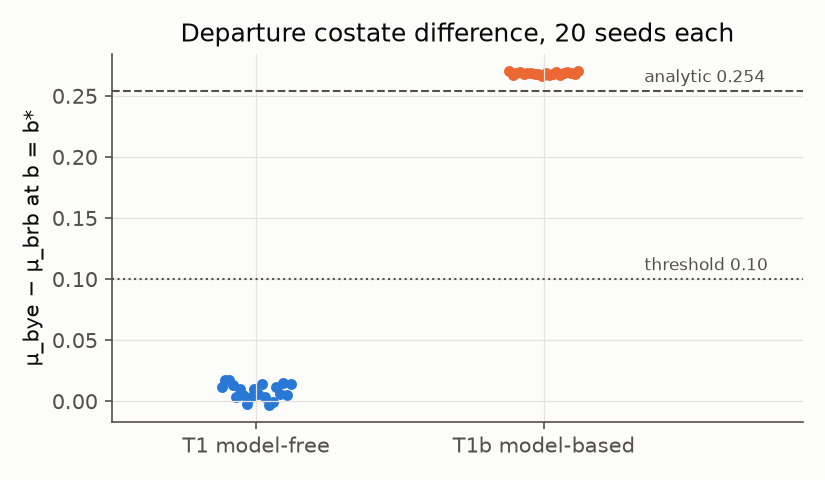 Departure costate difference, 20 seeds each
μ_bye − μ_brb at b = b*
0.25
0.20
0.15
0.10
0.05
0.00
analytic 0.254
threshold 0.10
T1 model-free
T1b model-based